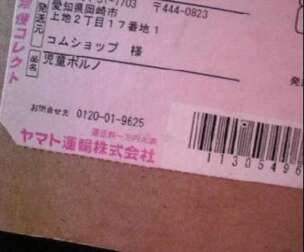 〒444-0823
愛知県岡崎市
上地2丁目17番地1
発送元
コムショップ 様
品名
児童ポルノ
お問合せ先 0120-01-9625
ヤマト運輸株式会社
11305496